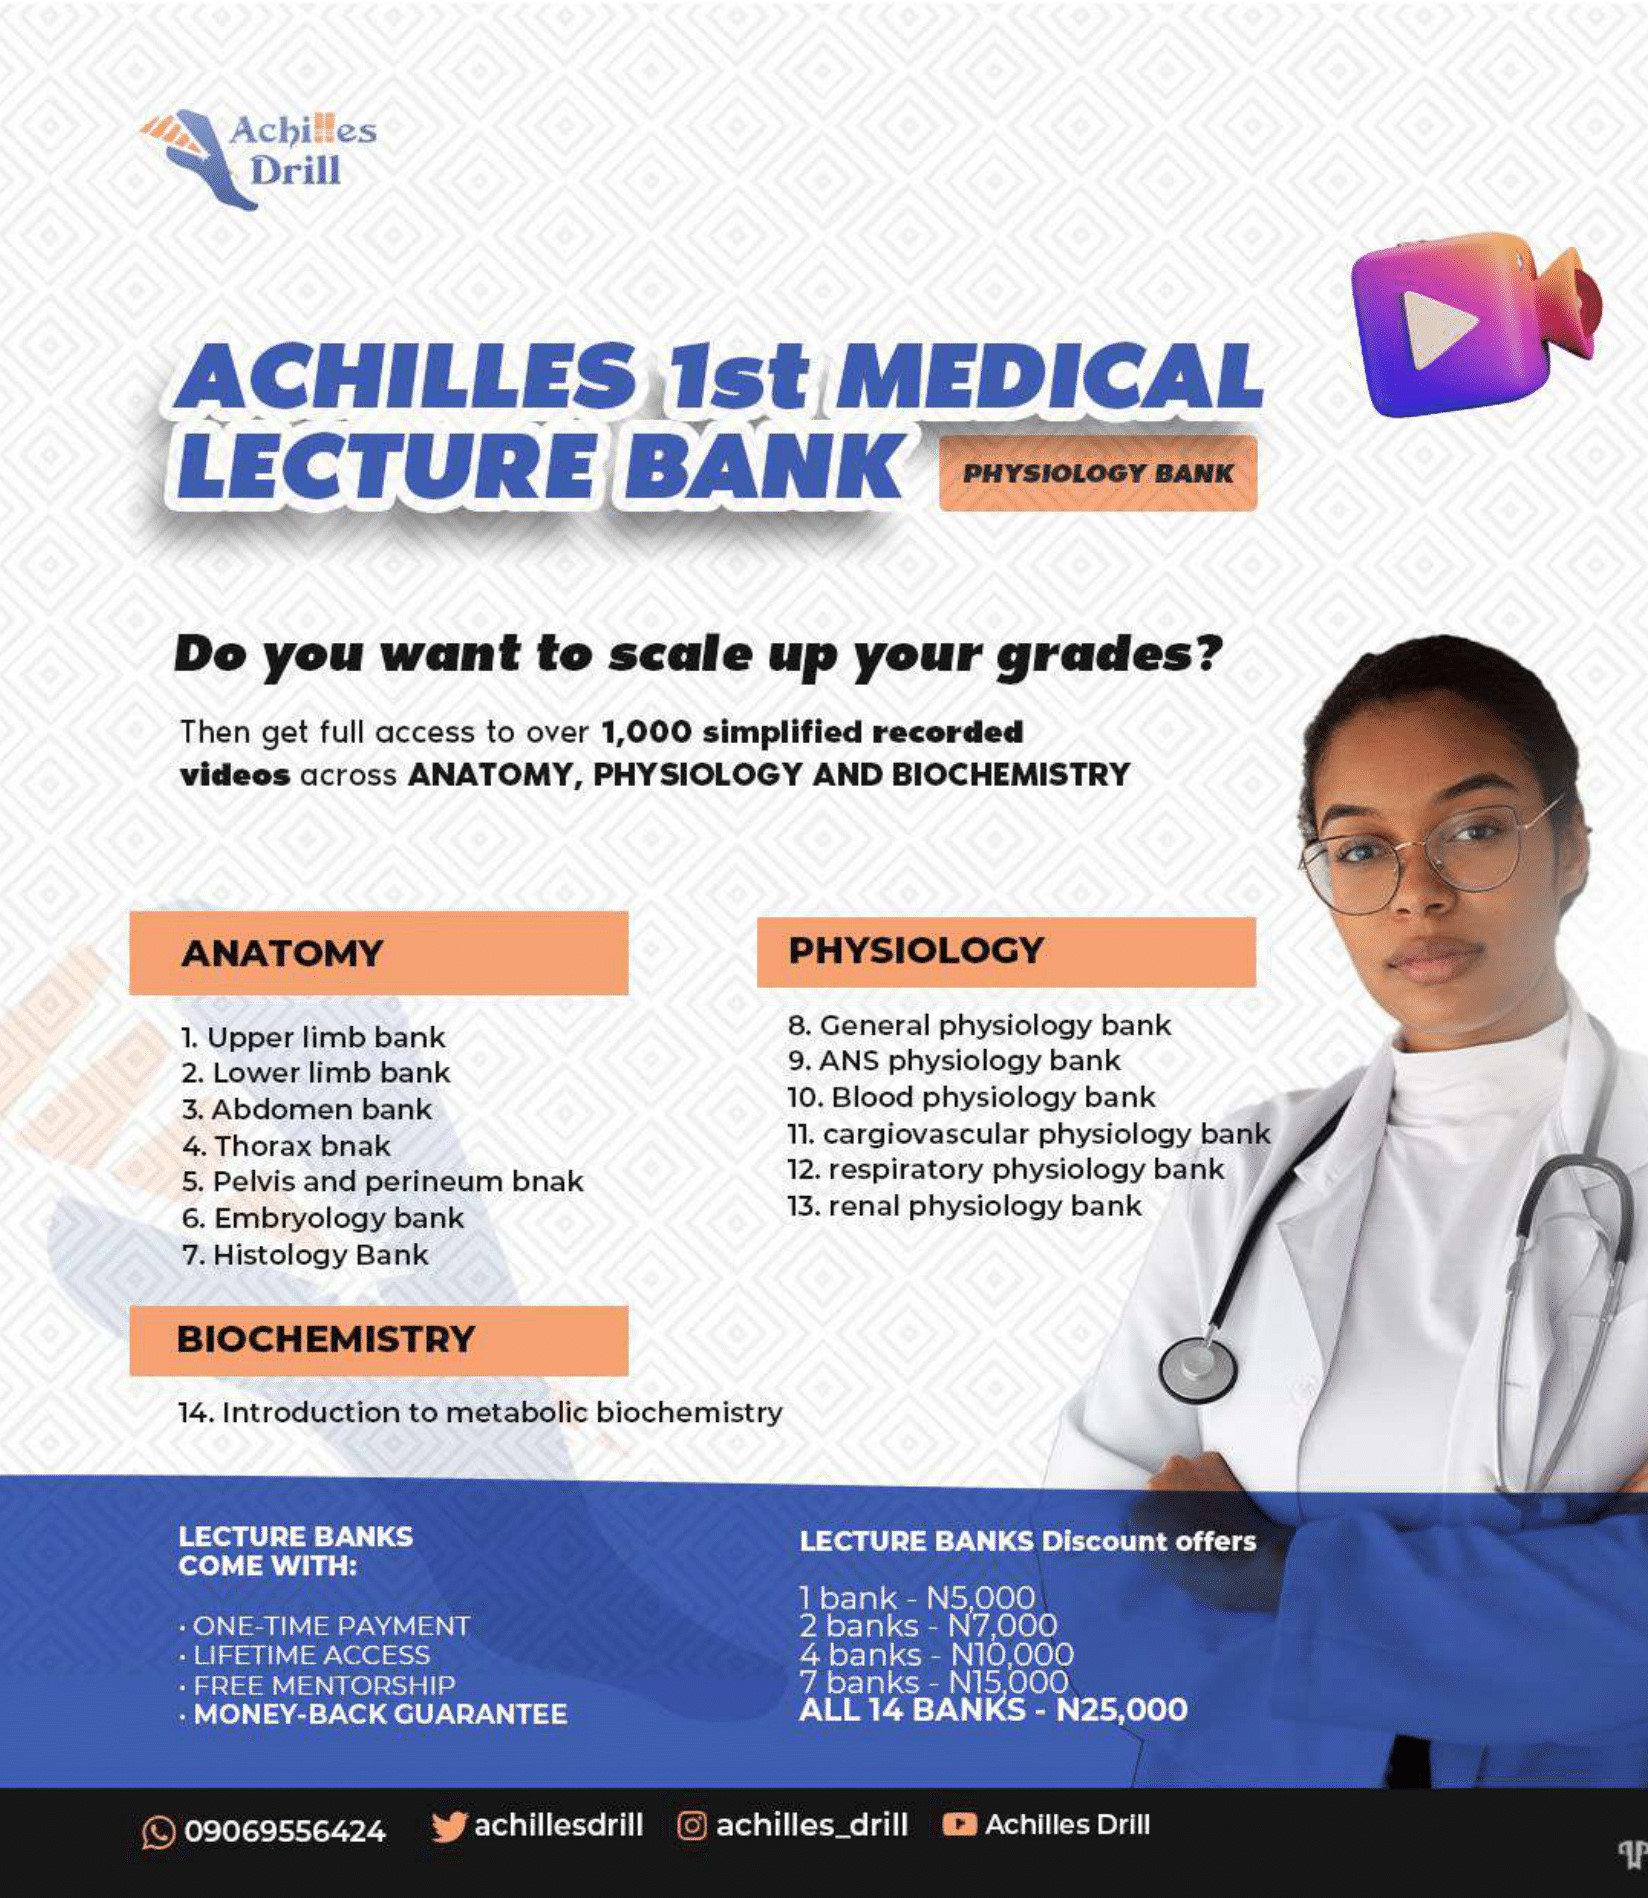 Achilles
Drill
ACHILLES 1st MEDICAL
LECTURE BANK
PHYSIOLOGY BANK
Do you want to scale up your grades?
Then get full access to over 1,000 simplified recorded
videos across ANATOMY, PHYSIOLOGY AND BIOCHEMISTRY
ANATOMY
1. Upper limb bank
2. Lower limb bank
3. Abdomen bank
4. Thorax bnak
5. Pelvis and perineum bnak
6. Embryology bank
7. Histology Bank
PHYSIOLOGY
8. General physiology bank
9. ANS physiology bank
10. Blood physiology bank
11. cargiovascular physiology bank
12. respiratory physiology bank
13. renal physiology bank
BIOCHEMISTRY
14. Introduction to metabolic biochemistry
LECTURE BANKS
COME WITH:
· ONE-TIME PAYMENT
· LIFETIME ACCESS
· FREE MENTORSHIP
· MONEY-BACK GUARANTEE
LECTURE BANKS Discount offers
1 bank - N5,000
2 banks - N7,000
4 banks - N10,000
7 banks - N15,000
ALL 14 BANKS - N25,000
09069556424
achillesdrill
achilles_drill
Achilles Drill